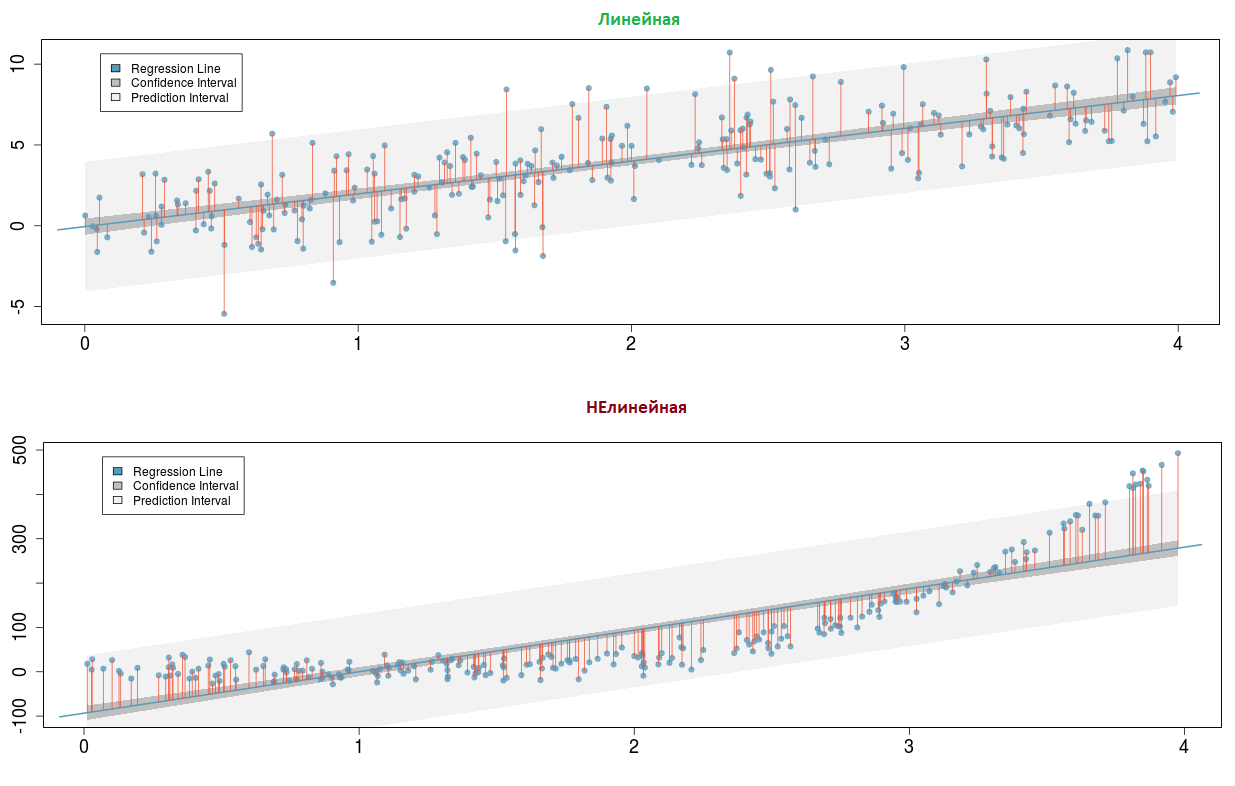 Линейная
Regression Line
Confidence Interval
Prediction Interval
10
5
0
-5
0 1 2 3 4
НЕлинейная
Regression Line
Confidence Interval
Prediction Interval
500
300
100
0
-100
0 1 2 3 4